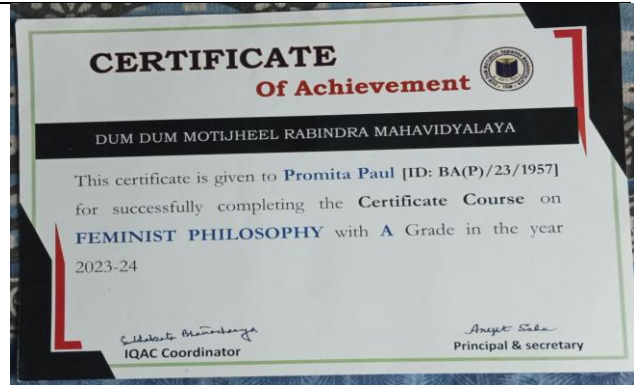 CERTIFICATE
Of Achievement
DUM DUM MOTIJHEEL RABINDRA MAHAVIDYALAYA
This certificate is given to Promita Paul [ID: BA(P)/23/1957]
for successfully completing the Certificate Course on
FEMINIST PHILOSOPHY with A Grade in the year
2023-24
IQAC Coordinator
Principal & secretary